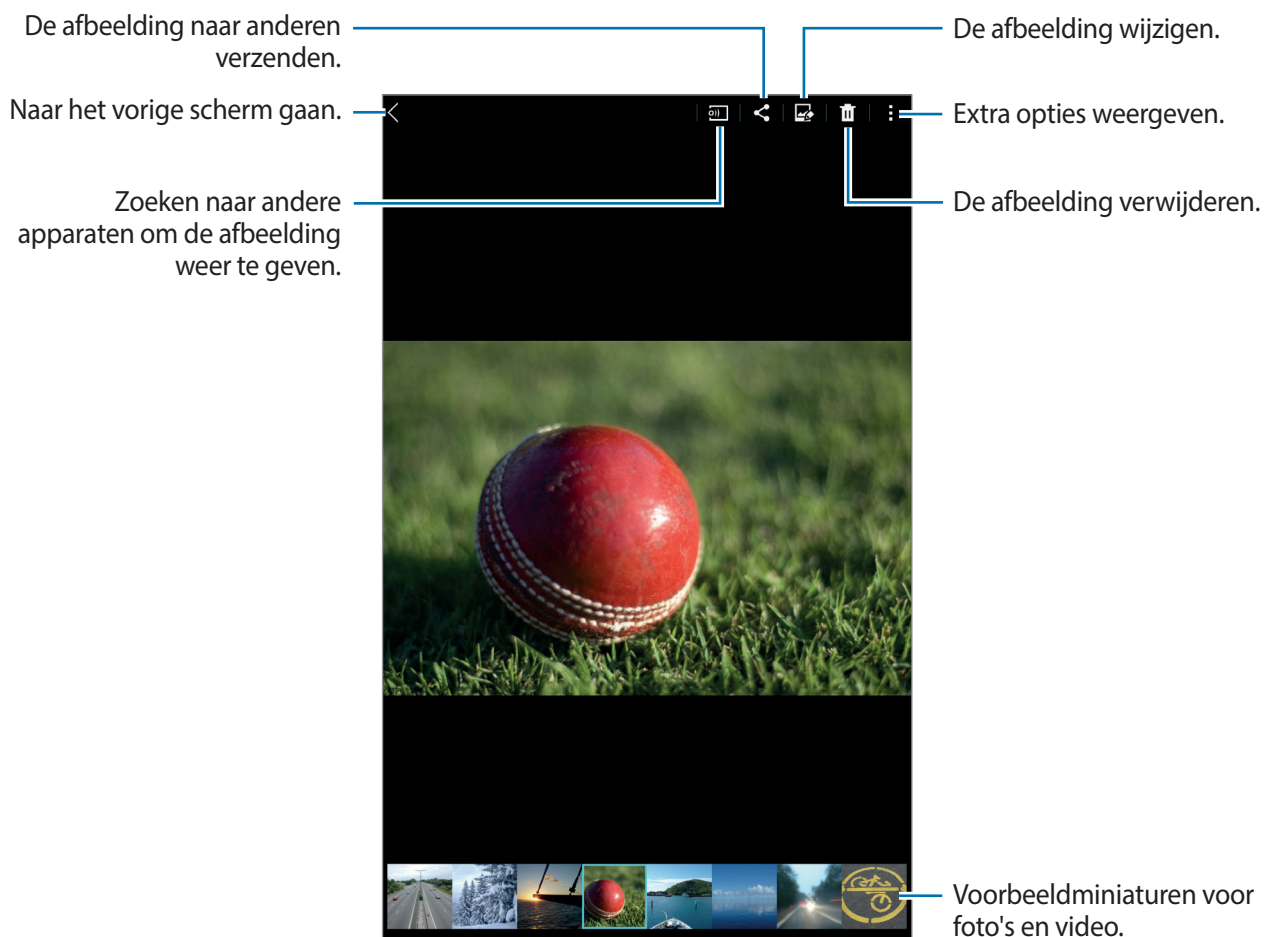 De afbeelding naar anderen
verzenden.
De afbeelding wijzigen.
Naar het vorige scherm gaan.
Extra opties weergeven.
Zoeken naar andere
apparaten om de afbeelding
weer te geven.
De afbeelding verwijderen.
Voorbeeldminiaturen voor
foto's en video.